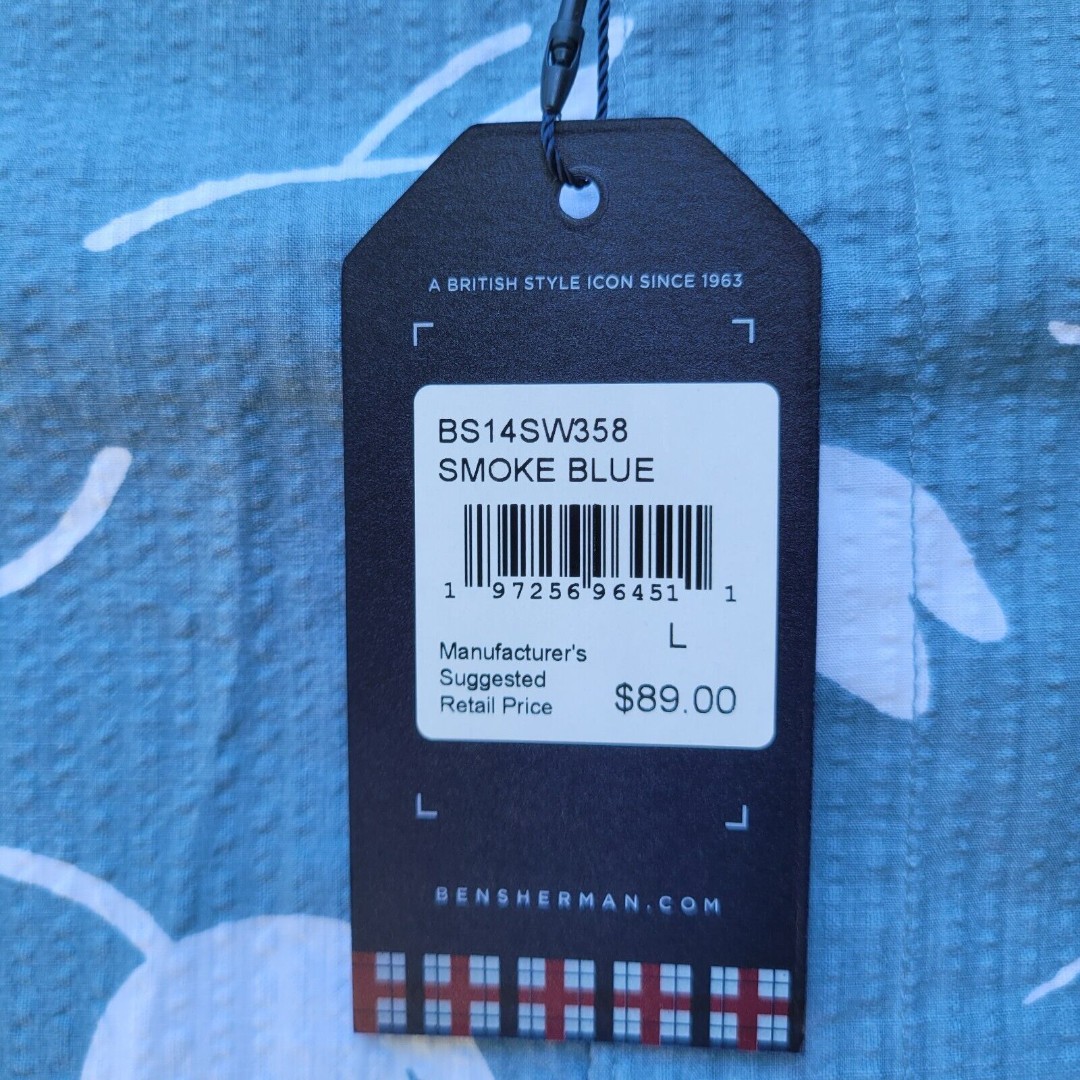 A BRITISH STYLE ICON SINCE 1963
BS14SW358
SMOKE BLUE
1 97256 96451 1
L
Manufacturer's
Suggested
Retail Price
$89.00
BENSHERMAN.COM